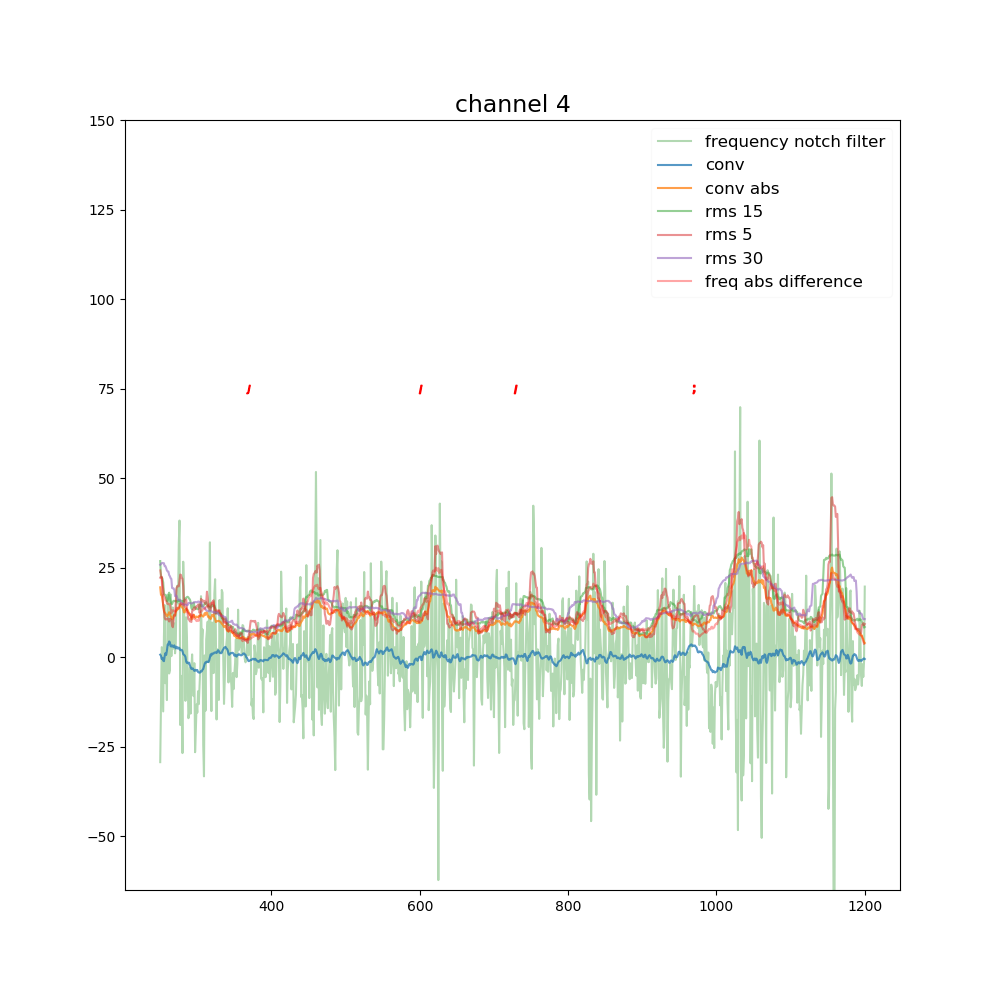 channel 4
150
125
100
75
50
25
0
−25
−50
frequency notch filter
conv
conv abs
rms 15
rms 5
rms 30
freq abs difference
400 600 800 1000 1200